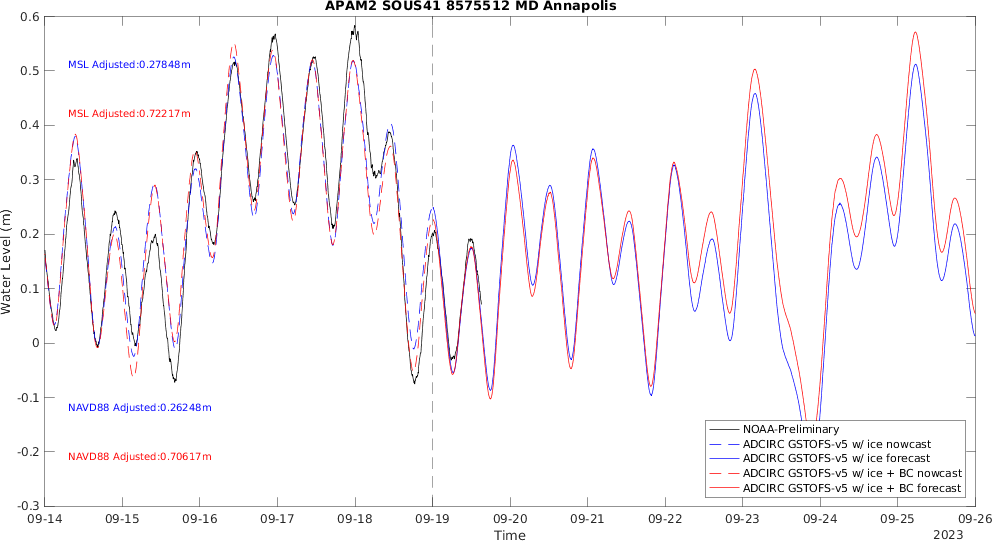 APAM2 SOUS41 8575512 MD Annapolis
0.6
0.5
0.4
0.3
0.2
0.1
0
-0.1
-0.2
-0.3
Water Level (m)
MSL Adjusted:0.27848m
MSL Adjusted:0.72217m
NAVD88 Adjusted:0.26248m
NAVD88 Adjusted:0.70617m
NOAA-Preliminary
ADCIRC GSTOFS-v5 w/ ice nowcast
ADCIRC GSTOFS-v5 w/ ice forecast
ADCIRC GSTOFS-v5 w/ ice + BC nowcast
ADCIRC GSTOFS-v5 w/ ice + BC forecast
09-14 09-15 09-16 09-17 09-18 09-19 09-20 09-21 09-22 09-23 09-24 09-25 09-26
Time
2023